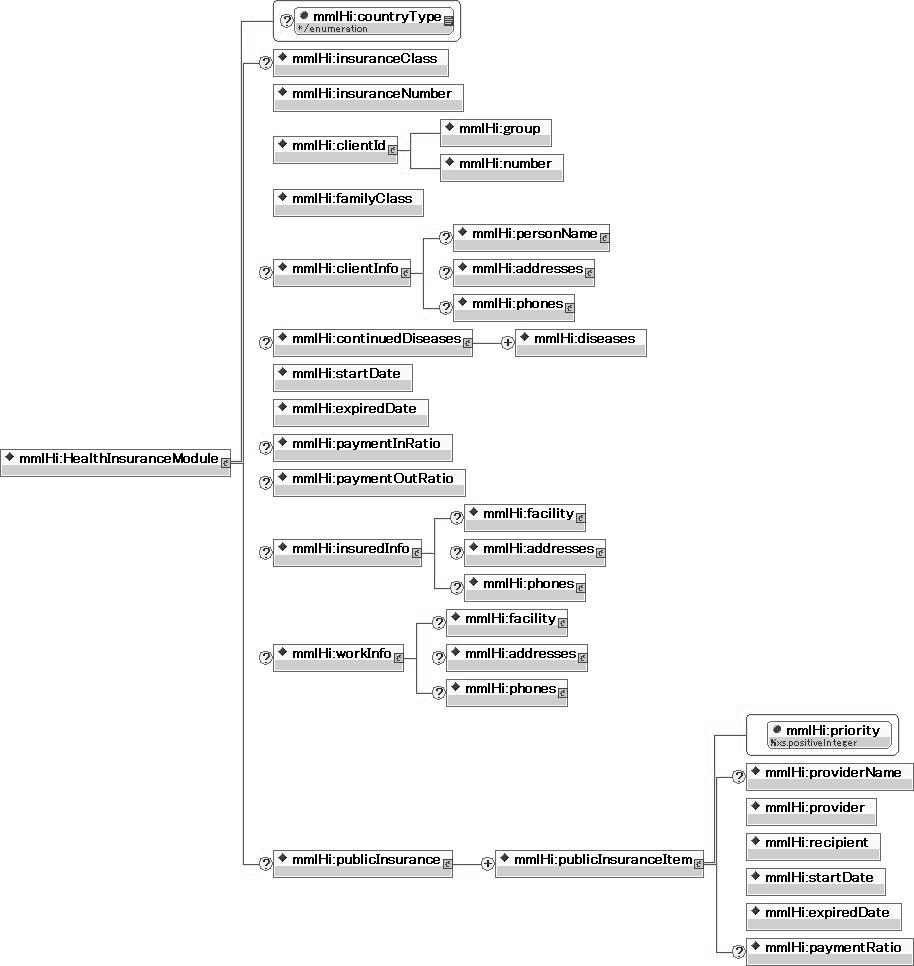 mmlHi:countryType
*/enumeration
mmlHi:insuranceClass
mmlHi:insuranceNumber
mmlHi:clientId
mmlHi:group
mmlHi:number
mmlHi:familyClass
mmlHi:clientInfo
mmlHi:personName
mmlHi:addresses
mmlHi:phones
mmlHi:continuedDiseases
mmlHi:diseases
mmlHi:startDate
mmlHi:expiredDate
mmlHi:HealthInsuranceModule
mmlHi:paymentInRatio
mmlHi:paymentOutRatio
mmlHi:insuredInfo
mmlHi:facility
mmlHi:addresses
mmlHi:phones
mmlHi:workInfo
mmlHi:facility
mmlHi:addresses
mmlHi:phones
mmlHi:publicInsurance
mmlHi:publicInsuranceItem
mmlHi:priority
%xs.positiveInteger
mmlHi:providerName
mmlHi:provider
mmlHi:recipient
mmlHi:startDate
mmlHi:expiredDate
mmlHi:paymentRatio